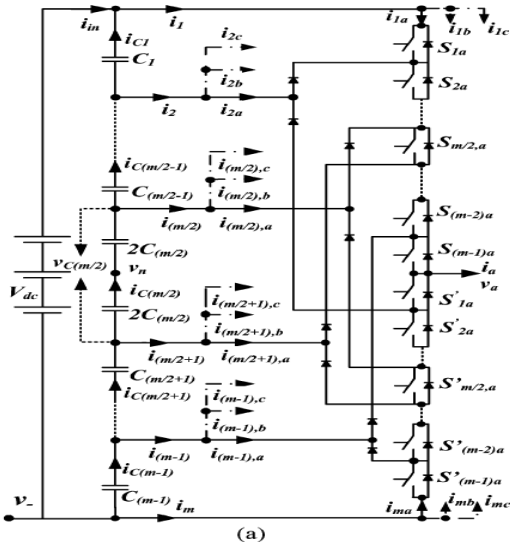 i_in i_1 i_1a i_1b i_1c
i_C1
C_1
i_2c
i_2b
i_2 i_2a
S_1a
S_2a
i_C(m/2-1)
C_(m/2-1)
i_(m/2),c
i_(m/2),b
i_(m/2) i_(m/2),a
S_m/2,a
v_C(m/2)
2C_(m/2)
v_n
V_dc
i_C(m/2)
2C_(m/2)
S_(m-2)a
S_(m-1)a
i_a
v_a
S'_1a
S'_2a
i_(m/2+1),c
i_(m/2+1),b
i_(m/2+1) i_(m/2+1),a
C_(m/2+1)
i_C(m/2+1)
S'_m/2,a
i_(m-1),c
i_(m-1),b
i_(m-1) i_(m-1),a
i_C(m-1)
C_(m-1)
S'_(m-2)a
S'_(m-1)a
v_- i_m i_ma i_mb i_mc
(a)